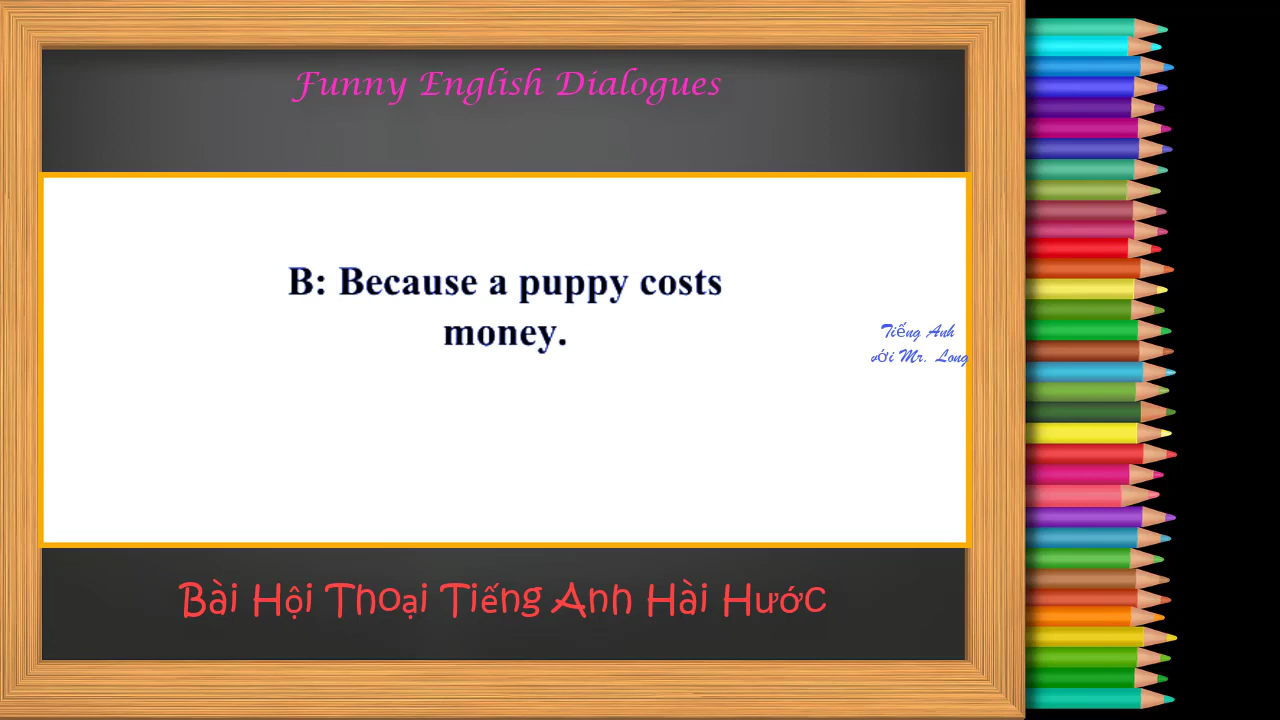 Funny English Dialogues
B: Because a puppy costs
money.
Tiếng Anh
với Mr. Long
Bài Hội Thoại Tiếng Anh Hài Hước